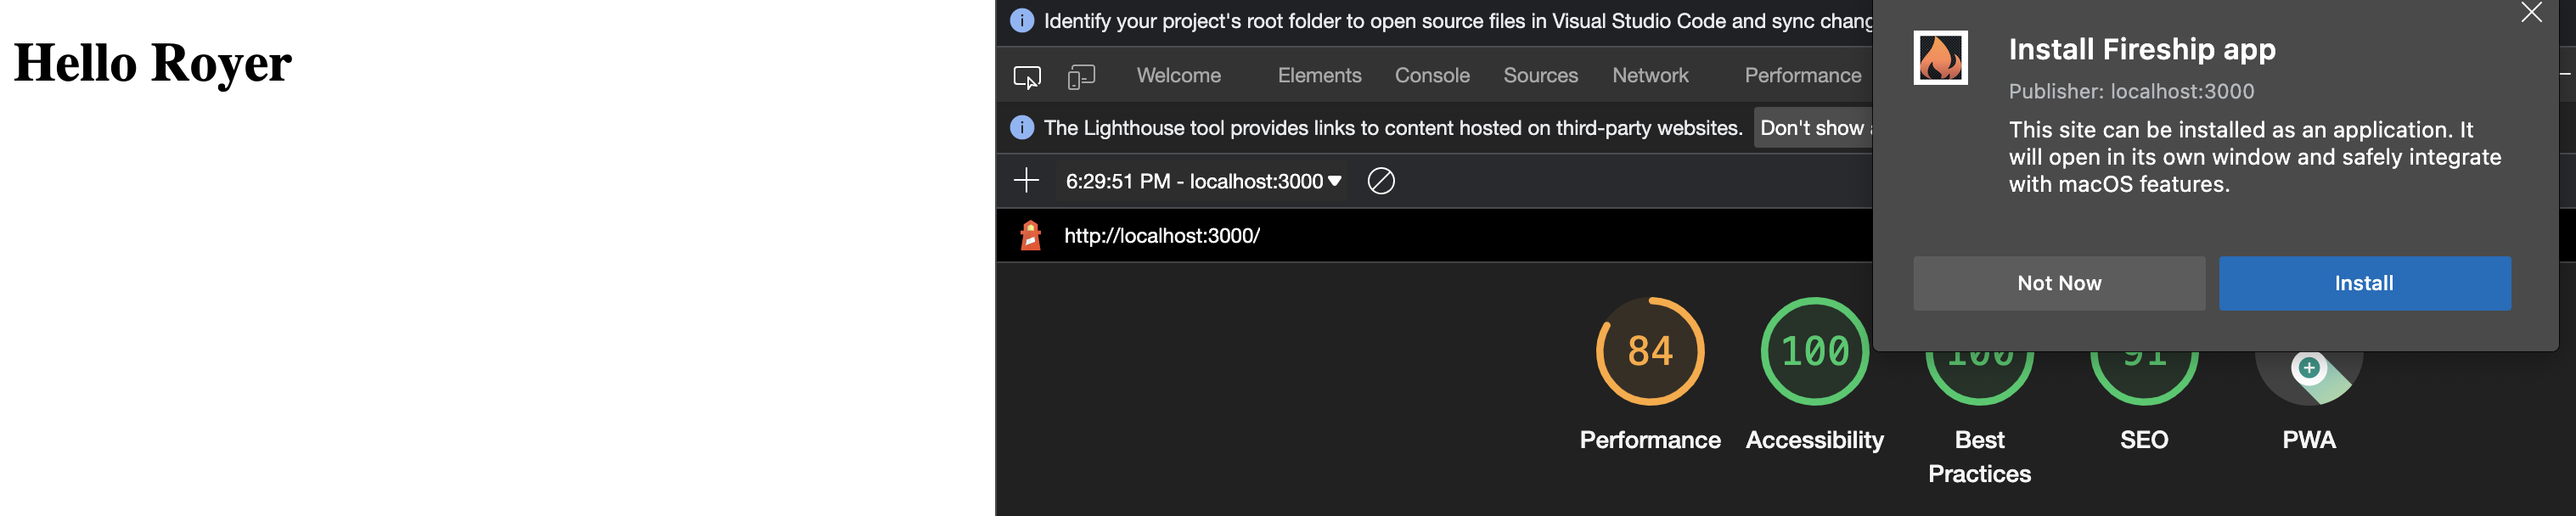 Hello Royer
Identify your project's root folder to open source files in Visual Studio Code and sync chang
Welcome Elements Console Sources Network Performance
The Lighthouse tool provides links to content hosted on third-party websites. Don't show
6:29:51 PM - localhost:3000
http://localhost:3000/
Install Fireship app
Publisher: localhost:3000
This site can be installed as an application. It
will open in its own window and safely integrate
with macOS features.
Not Now Install
84 100 100 91
Performance Accessibility Best Practices SEO PWA